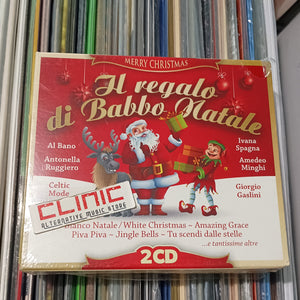 MERRY CHRISTMAS
Il regalo
di Babbo Natale
Al Bano
Antonella
Ruggiero
Celtic
Mode
Ivana
Spagna
Amedeo
Minghi
Giorgio
Gaslini
CLINIC
ALTERNATIVE MUSIC STORE
Bianco Natale/White Christmas ~ Amazing Grace
Piva Piva ~ Jingle Bells ~ Tu scendi dalle stelle
...e tantissime altre
2CD